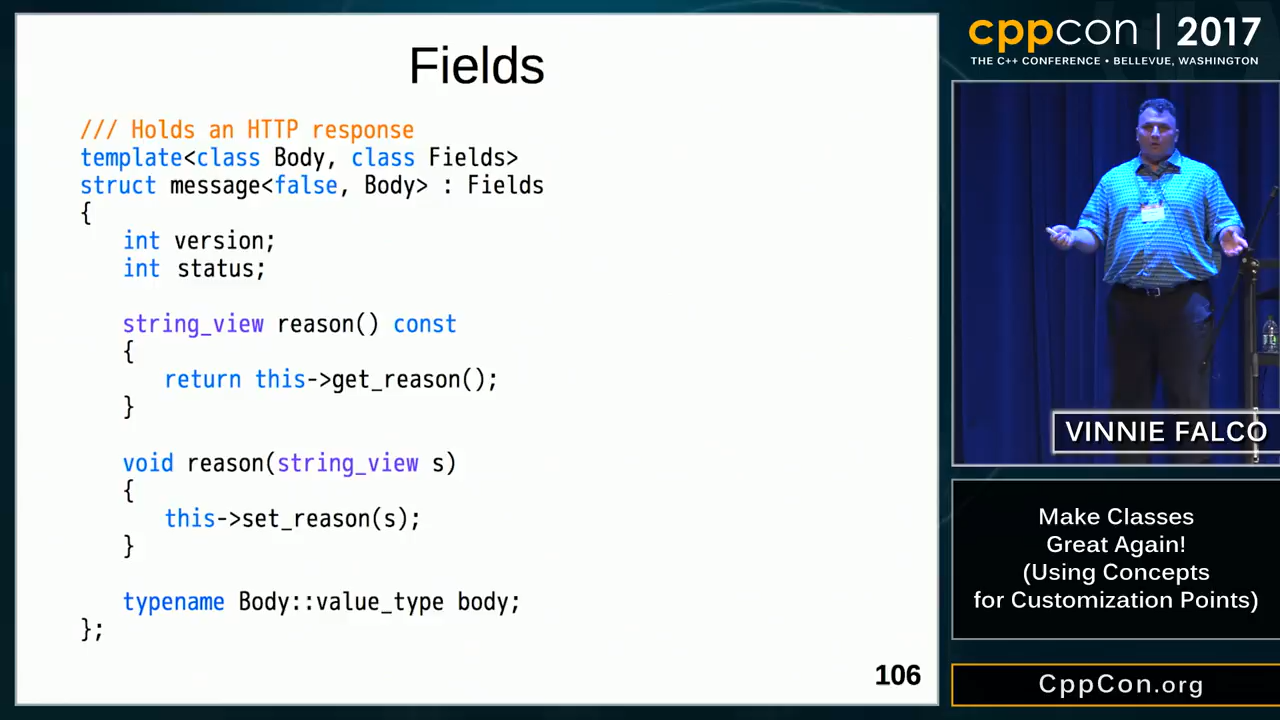 Fields
/// Holds an HTTP response
template<class Body, class Fields>
struct message<false, Body> : Fields
{
int version;
int status;
string_view reason() const
{
return this->get_reason();
}
void reason(string_view s)
{
this->set_reason(s);
}
typename Body::value_type body;
};
106
cppcon | 2017
THE C++ CONFERENCE • BELLEVUE, WASHINGTON
VINNIE FALCO
Make Classes
Great Again!
(Using Concepts
for Customization Points)
CppCon.org